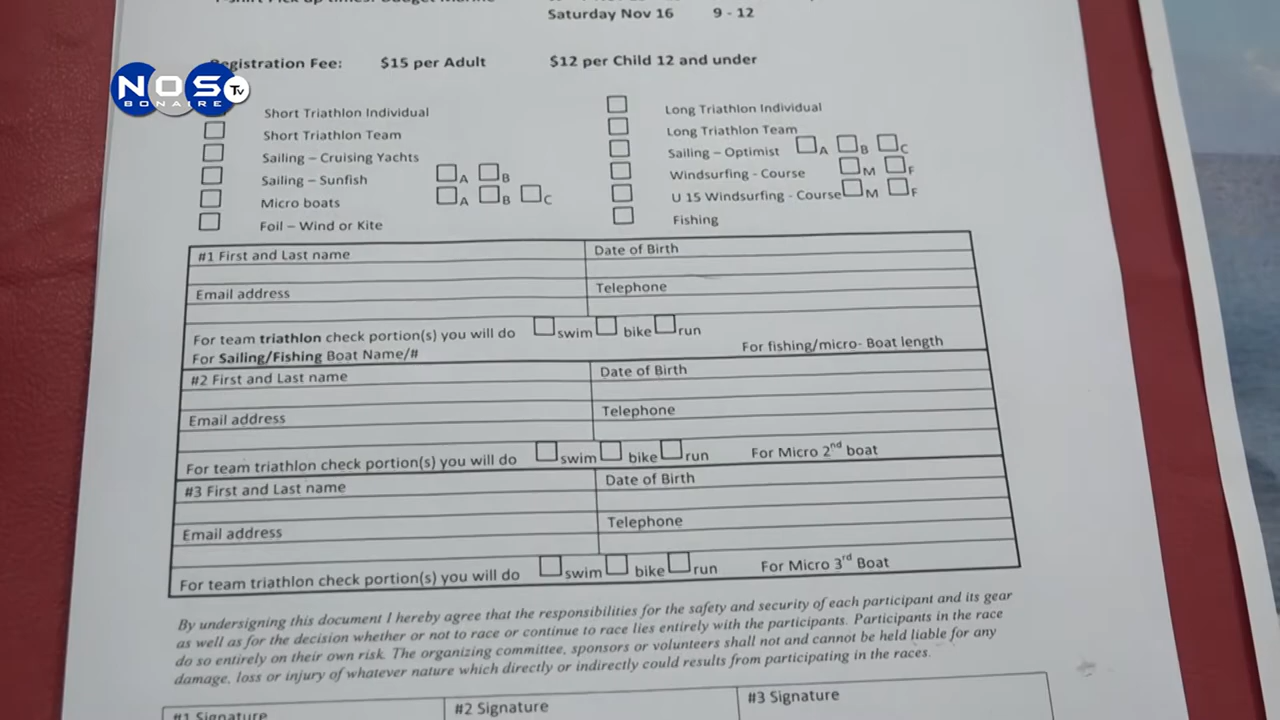 T-shirt Pick up times: Budget Marine
Saturday Nov 16 9 - 12
NOS TV
BONAIRE
Registration Fee: $15 per Adult $12 per Child 12 and under
Short Triathlon Individual Long Triathlon Individual
Short Triathlon Team Long Triathlon Team
Sailing – Cruising Yachts Sailing – Optimist A B C
Sailing – Sunfish A B Windsurfing - Course M F
Micro boats A B C U 15 Windsurfing - Course M F
Foil – Wind or Kite Fishing
#1 First and Last name Date of Birth
Email address Telephone
For team triathlon check portion(s) you will do swim bike run
For Sailing/Fishing Boat Name/# For fishing/micro- Boat length
#2 First and Last name Date of Birth
Email address Telephone
For team triathlon check portion(s) you will do swim bike run For Micro 2nd boat
#3 First and Last name Date of Birth
Email address Telephone
For team triathlon check portion(s) you will do swim bike run For Micro 3rd Boat
By undersigning this document I hereby agree that the responsibilities for the safety and security of each participant and its gear
as well as for the decision whether or not to race or continue to race lies entirely with the participants. Participants in the race
do so entirely on their own risk. The organizing committee, sponsors or volunteers shall not and cannot be held liable for any
damage, loss or injury of whatever nature which directly or indirectly could results from participating in the races.
#1 Signature #2 Signature #3 Signature